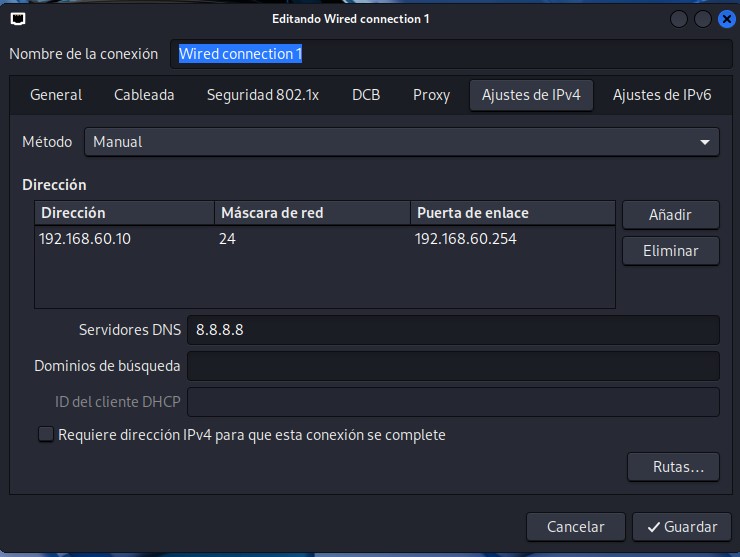 Editando Wired connection 1
Nombre de la conexión Wired connection 1
General Cableada Seguridad 802.1x DCB Proxy Ajustes de IPv4 Ajustes de IPv6
Método Manual
Dirección
Dirección Máscara de red Puerta de enlace Añadir
192.168.60.10 24 192.168.60.254
Eliminar
Servidores DNS 8.8.8.8
Dominios de búsqueda
ID del cliente DHCP
Requiere dirección IPv4 para que esta conexión se complete
Rutas...
Cancelar Guardar